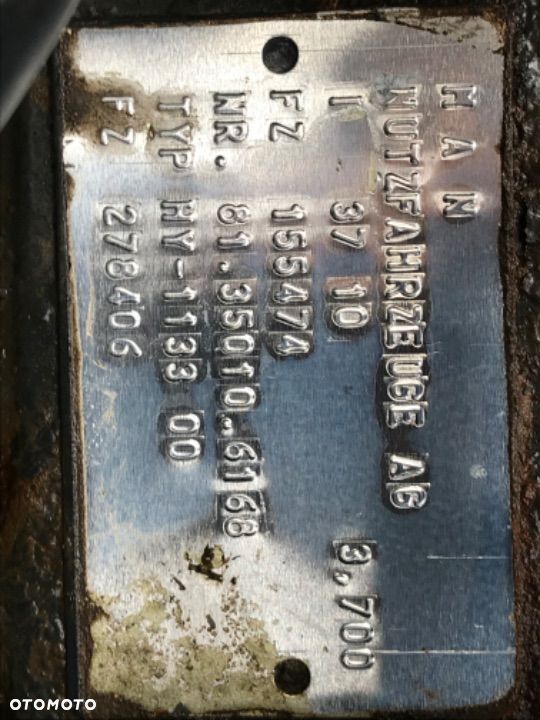 M A N
NUTZFAHRZEUGE AG
I 37 10 3,700
FZ 155474
NR. 81.35010-6168
TYP HY-1133 00
FZ 278406
OTOMOTO